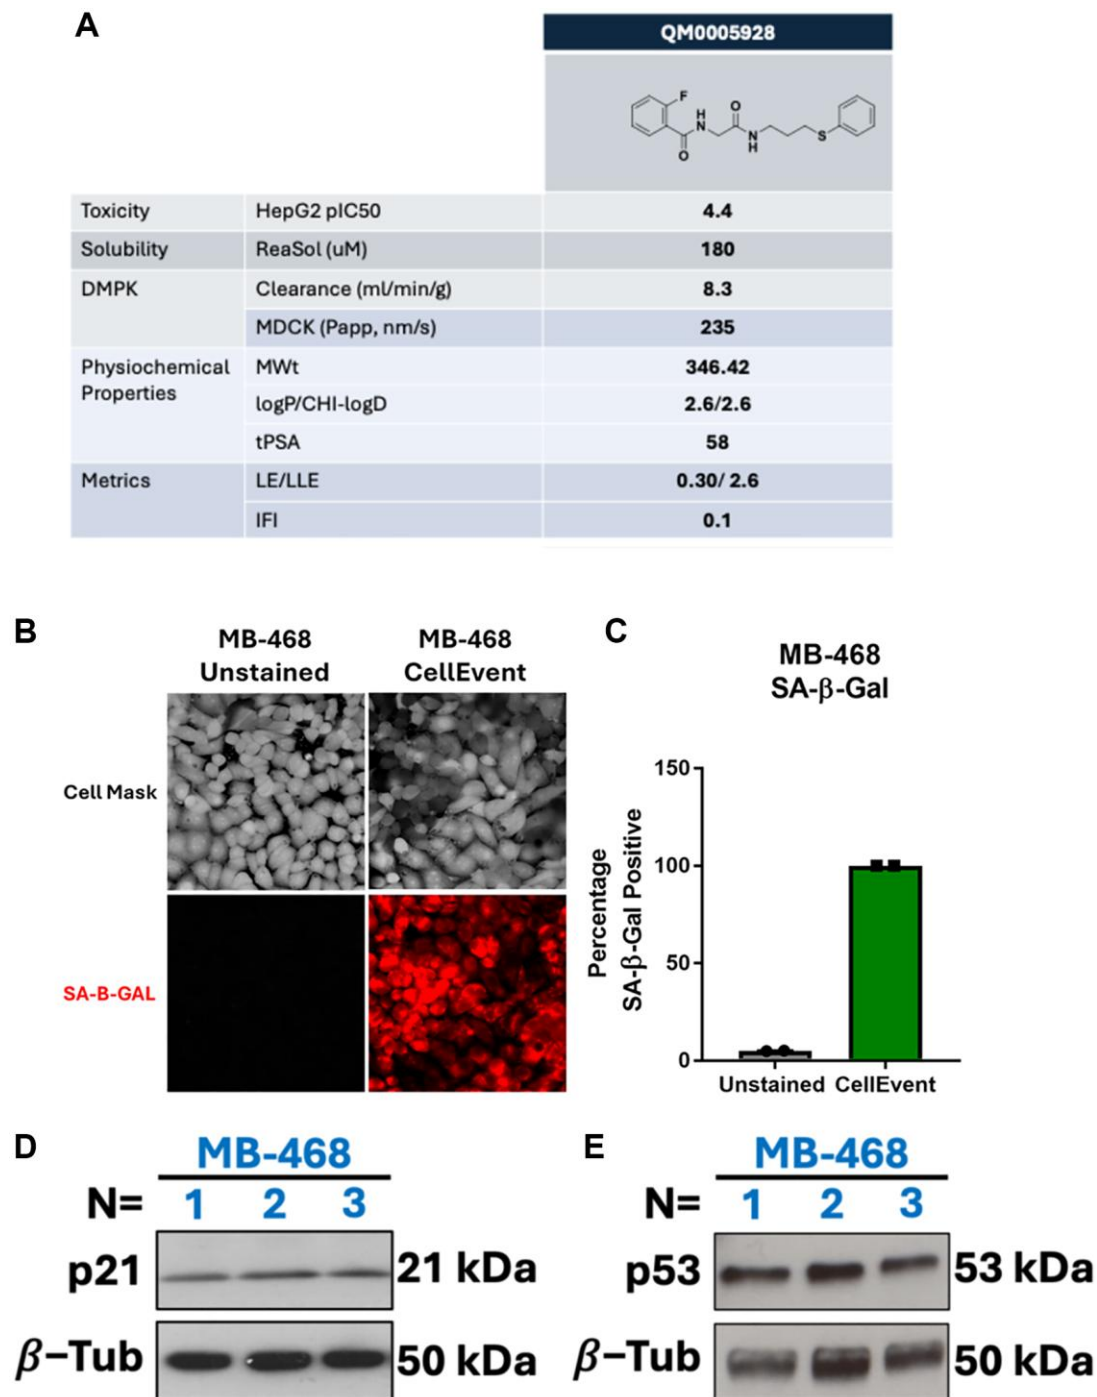 A
QM0005928
F
H
N
O
O
N
H
S
Toxicity HepG2 pIC50 4.4
Solubility ReaSol (uM) 180
DMPK Clearance (ml/min/g) 8.3
MDCK (Papp, nm/s) 235
Physiochemical Properties MWt 346.42
logP/CHI-logD 2.6/2.6
tPSA 58
Metrics LE/LLE 0.30/ 2.6
IFI 0.1
B
MB-468
Unstained
MB-468
CellEvent
Cell Mask
SA-B-GAL
C
MB-468
SA-β-Gal
Percentage
SA-β-Gal Positive
150
100
50
0
Unstained CellEvent
D
MB-468
N= 1 2 3
p21 21 kDa
β-Tub 50 kDa
E
MB-468
N= 1 2 3
p53 53 kDa
β-Tub 50 kDa